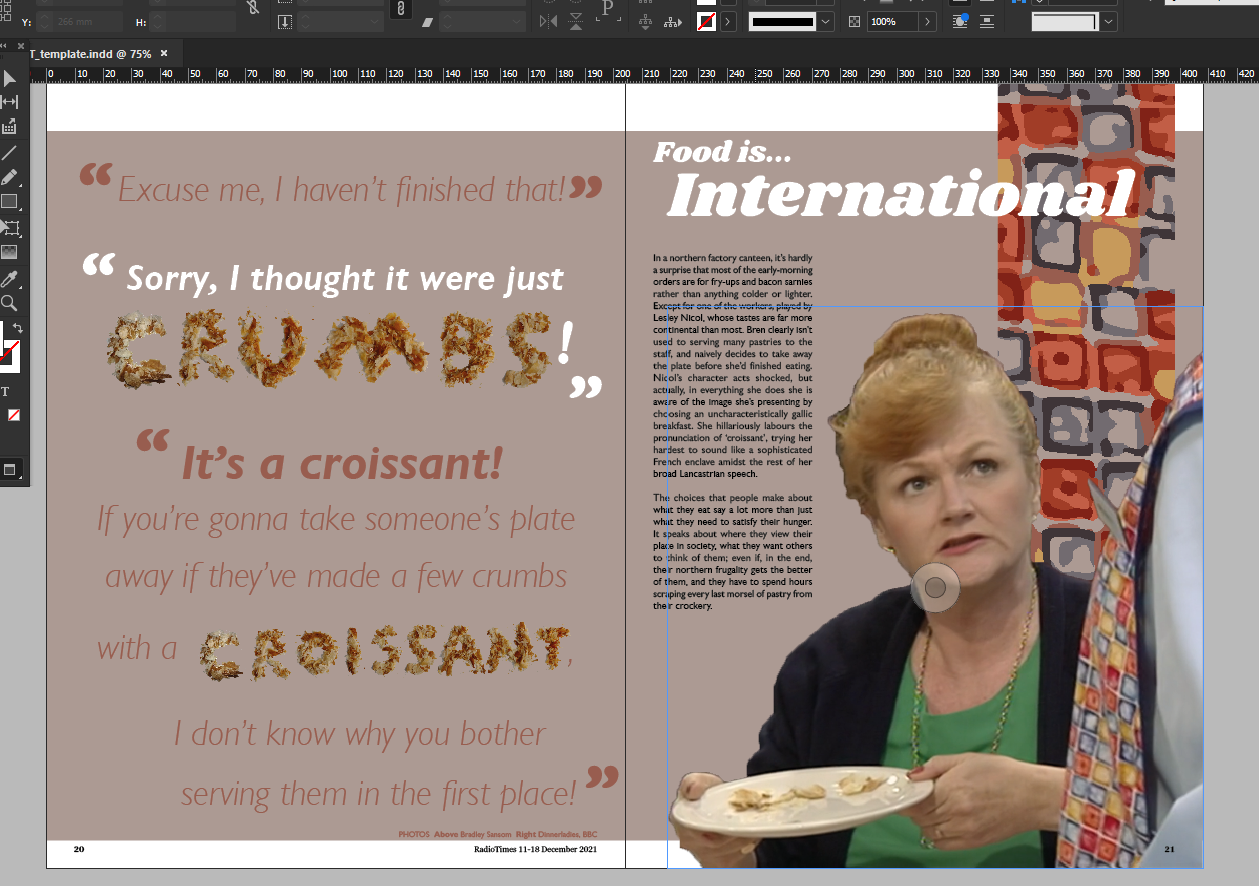 Y:
266 mm
H:
P
100%
T_template.indd @ 75% ×
0 10 20 30 40 50 60 70 80 90 100 110 120 130 140 150 160 170 180 190 200 210 220 230 240 250 260 270 280 290 300 310 320 330 340 350 360 370 380 390 400 410 420
T
“Excuse me, I haven’t finished that!”
“Sorry, I thought it were just
CRUMBS!”
“It’s a croissant!
If you’re gonna take someone’s plate
away if they’ve made a few crumbs
with a CROISSANT,
I don’t know why you bother
serving them in the first place!”
PHOTOS Above Bradley Sansom Right Dinnerladies, BBC
20
RadioTimes 11-18 December 2021
Food is...
International
In a northern factory canteen, it’s hardly
a surprise that most of the early-morning
orders are for fry-ups and bacon sarnies
rather than anything colder or lighter.
Except for one of the workers, played by
Lesley Nicol, whose tastes are far more
continental than most. Bren clearly isn’t
used to serving many pastries to the
staff, and naively decides to take away
the plate before she’d finished eating.
Nicol’s character acts shocked, but
actually, in everything she does she is
aware of the image she’s presenting by
choosing an uncharacteristically gallic
breakfast. She hillariously labours the
pronunciation of ‘croissant’, trying her
hardest to sound like a sophisticated
French enclave amidst the rest of her
broad Lancastrian speech.
The choices that people make about
what they eat say a lot more than just
what they need to satisfy their hunger.
It speaks about where they view their
place in society, what they want others
to think of them; even if, in the end,
their northern frugality gets the better
of them, and they have to spend hours
scraping every last morsel of pastry from
their crockery.
21